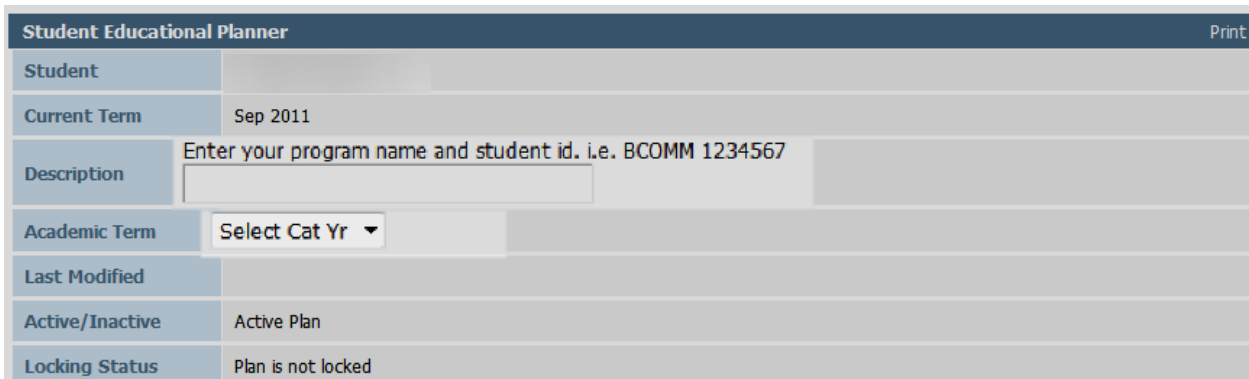 Student Educational Planner Print
Student
Current Term Sep 2011
Enter your program name and student id. i.e. BCOMM 1234567
Description
Academic Term Select Cat Yr
Last Modified
Active/Inactive Active Plan
Locking Status Plan is not locked